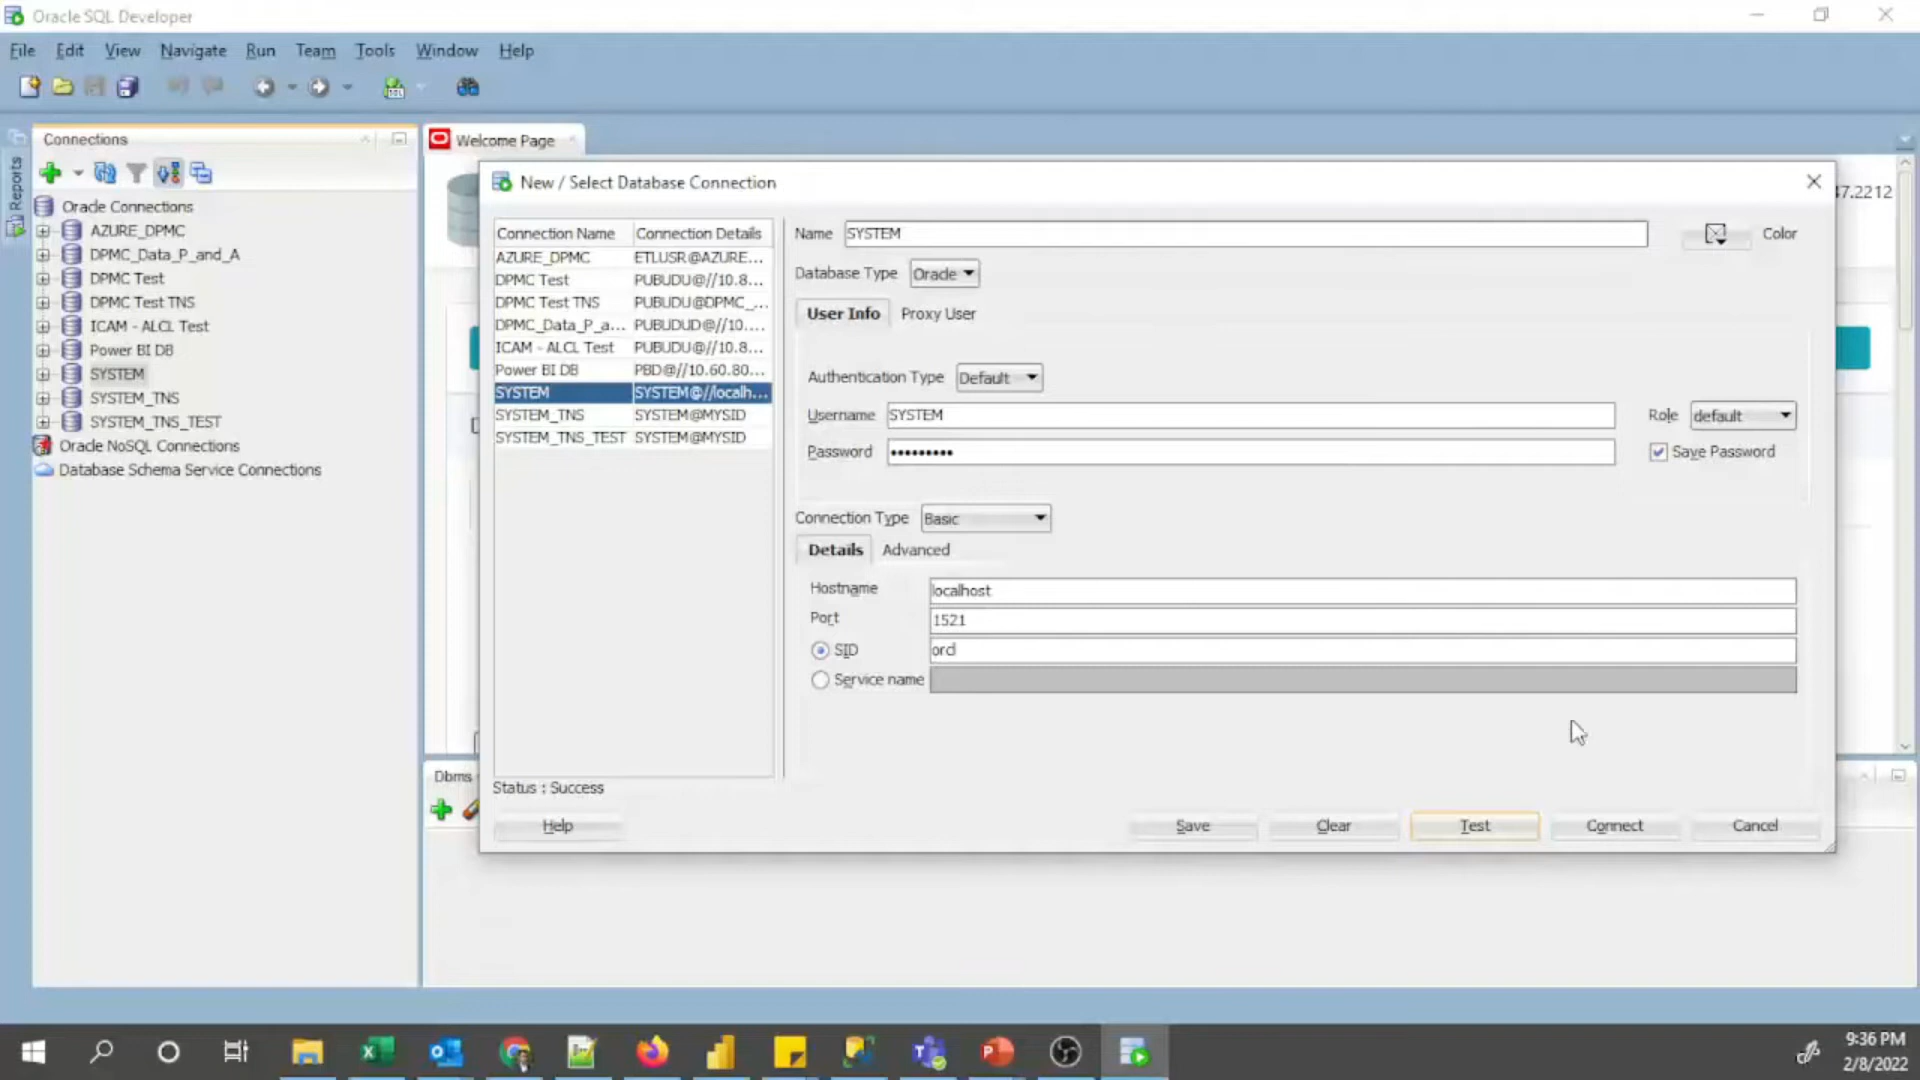 Oracle SQL Developer
File Edit View Navigate Run Team Tools Window Help
Reports
Connections
Oracle Connections
AZURE_DPMC
DPMC_Data_P_and_A
DPMC Test
DPMC Test TNS
ICAM - ALCL Test
Power BI DB
SYSTEM
SYSTEM_TNS
SYSTEM_TNS_TEST
Oracle NoSQL Connections
Database Schema Service Connections
Welcome Page
47.2212
New / Select Database Connection
Connection Name Connection Details
AZURE_DPMC ETLUSR@AZURE...
DPMC Test PUBUDU@//10.8...
DPMC Test TNS PUBUDU@DPMC_...
DPMC_Data_P_a... PUBUDUD@//10....
ICAM - ALCL Test PUBUDU@//10.8...
Power BI DB PBD@//10.60.80...
SYSTEM SYSTEM@//localh...
SYSTEM_TNS SYSTEM@MYSID
SYSTEM_TNS_TEST SYSTEM@MYSID
Status : Success
Name SYSTEM Color
Database Type Oracle
User Info Proxy User
Authentication Type Default
Username SYSTEM Role default
Password ••••••••• Save Password
Connection Type Basic
Details Advanced
Hostname localhost
Port 1521
SID orcl
Service name
Help Save Clear Test Connect Cancel
Dbms
9:36 PM
2/8/2022